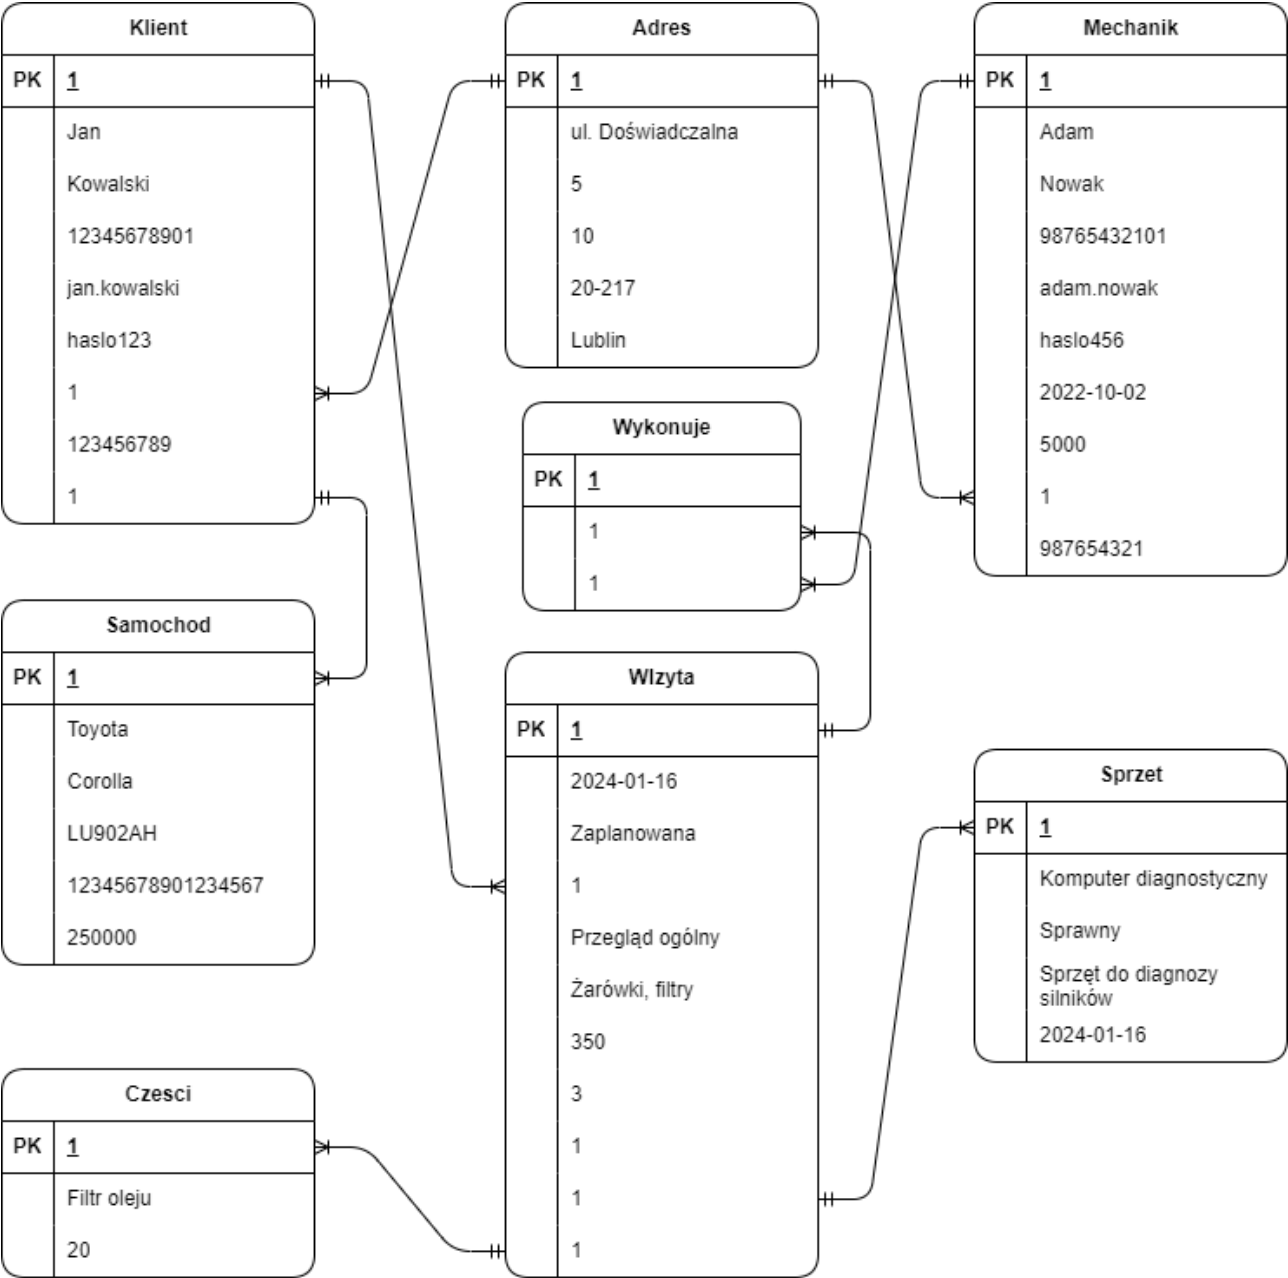 Klient
PK 1
Jan
Kowalski
12345678901
jan.kowalski
haslo123
1
123456789
1
Adres
PK 1
ul. Doświadczalna
5
10
20-217
Lublin
Mechanik
PK 1
Adam
Nowak
98765432101
adam.nowak
haslo456
2022-10-02
5000
1
987654321
Wykonuje
PK 1
1
1
Samochod
PK 1
Toyota
Corolla
LU902AH
12345678901234567
250000
WIzyta
PK 1
2024-01-16
Zaplanowana
1
Przegląd ogólny
Żarówki, filtry
350
3
1
1
1
Sprzet
PK 1
Komputer diagnostyczny
Sprawny
Sprzęt do diagnozy
silników
2024-01-16
Czesci
PK 1
Filtr oleju
20